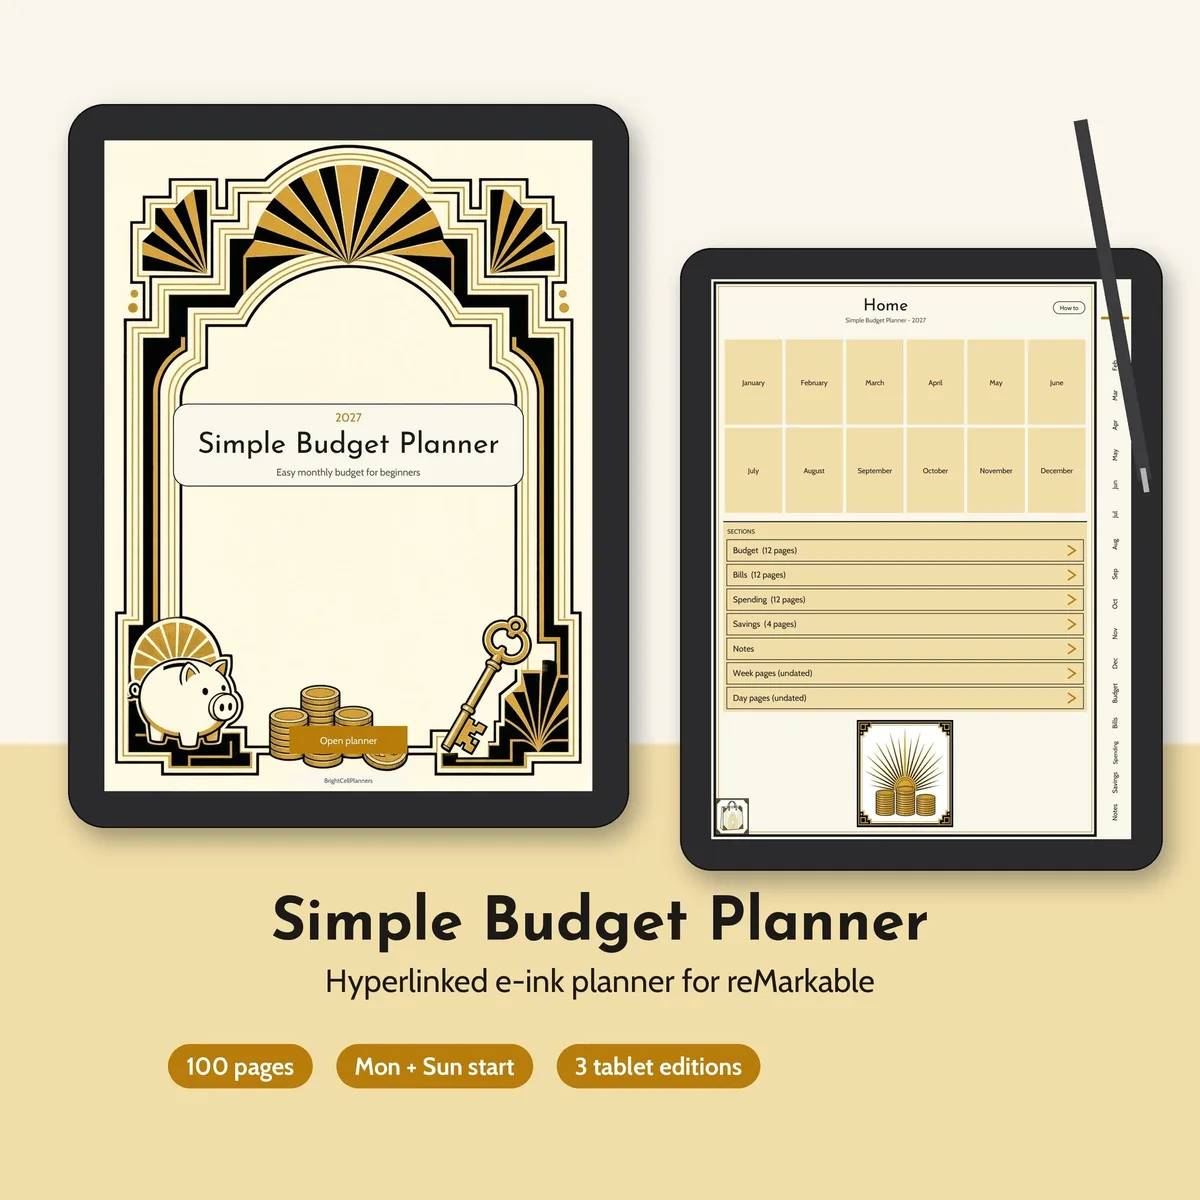 2027
Simple Budget Planner
Easy monthly budget for beginners
Open planner
BrightCellPlanners
Home
Simple Budget Planner - 2027
How to
January
February
March
April
May
June
July
August
September
October
November
December
SECTIONS
Budget (12 pages)
Bills (12 pages)
Spending (12 pages)
Savings (4 pages)
Notes
Week pages (undated)
Day pages (undated)
Feb
Mar
Apr
May
Jun
Jul
Aug
Sep
Oct
Nov
Dec
Budget
Bills
Spending
Savings
Notes
Simple Budget Planner
Hyperlinked e-ink planner for reMarkable
100 pages
Mon + Sun start
3 tablet editions